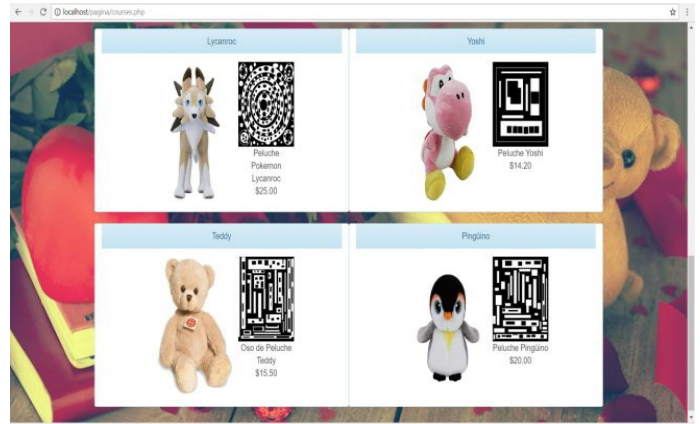 localhost/pagina/courses.php
Lycanroc
Yoshi
Peluche
Pokemon
Lycanroc
$25.00
Peluche Yoshi
$14.20
Teddy
Pingüino
Oso de Peluche
Teddy
$15.50
Peluche Pingüino
$20.00